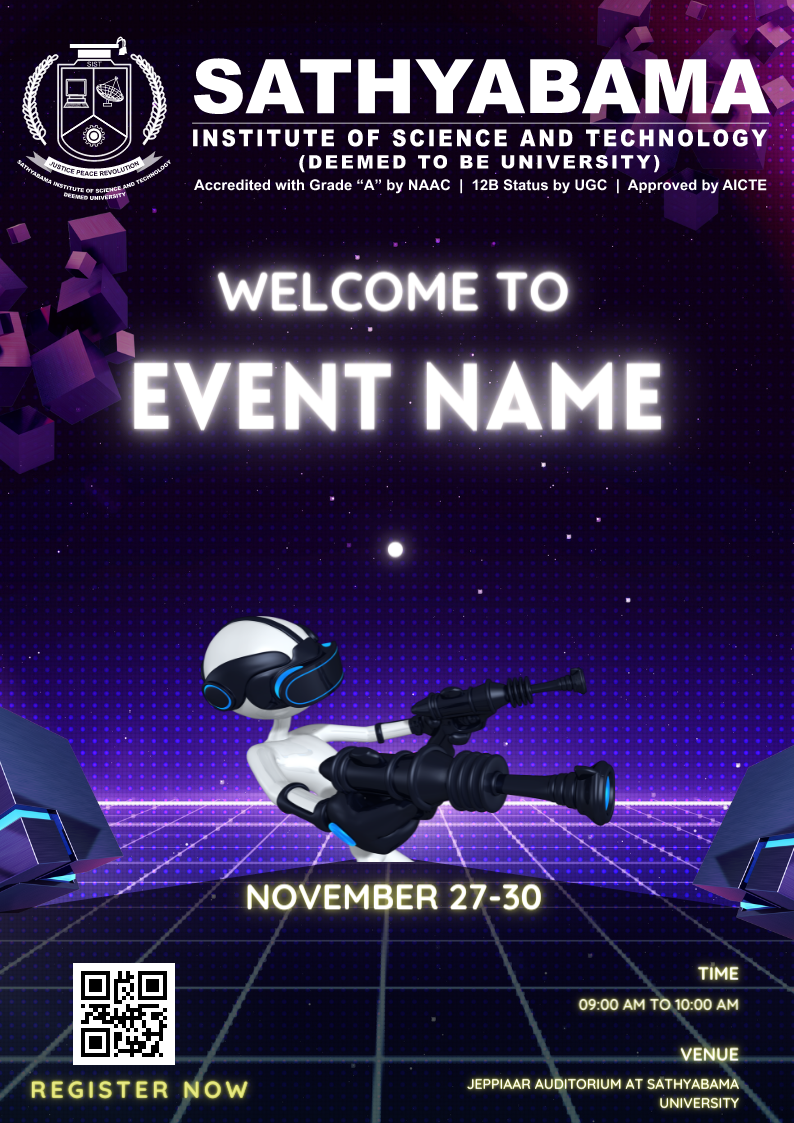 SIST
JUSTICE PEACE REVOLUTION
SATHYABAMA INSTITUTE OF SCIENCE AND TECHNOLOGY
DEEMED UNIVERSITY
SATHYABAMA
INSTITUTE OF SCIENCE AND TECHNOLOGY
(DEEMED TO BE UNIVERSITY)
Accredited with Grade “A” by NAAC | 12B Status by UGC | Approved by AICTE
WELCOME TO
EVENT NAME
NOVEMBER 27-30
TIME
09:00 AM TO 10:00 AM
VENUE
JEPPIAAR AUDITORIUM AT SATHYABAMA
UNIVERSITY
REGISTER NOW